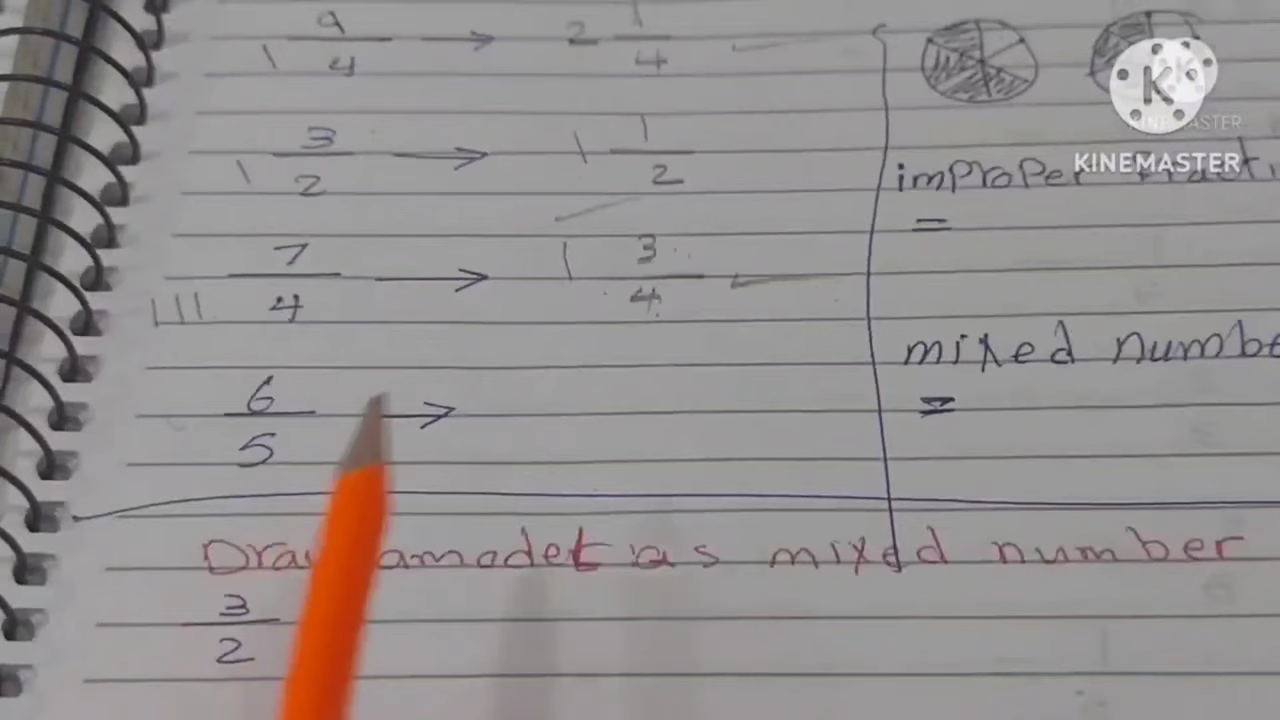 9/4 → 2 1/4
3/2 → 1 1/2
7/4 → 1 3/4
6/5 →
improper
=
mixed
=
amodel as mixed number
3/2
KINEMASTER
KINEMASTER